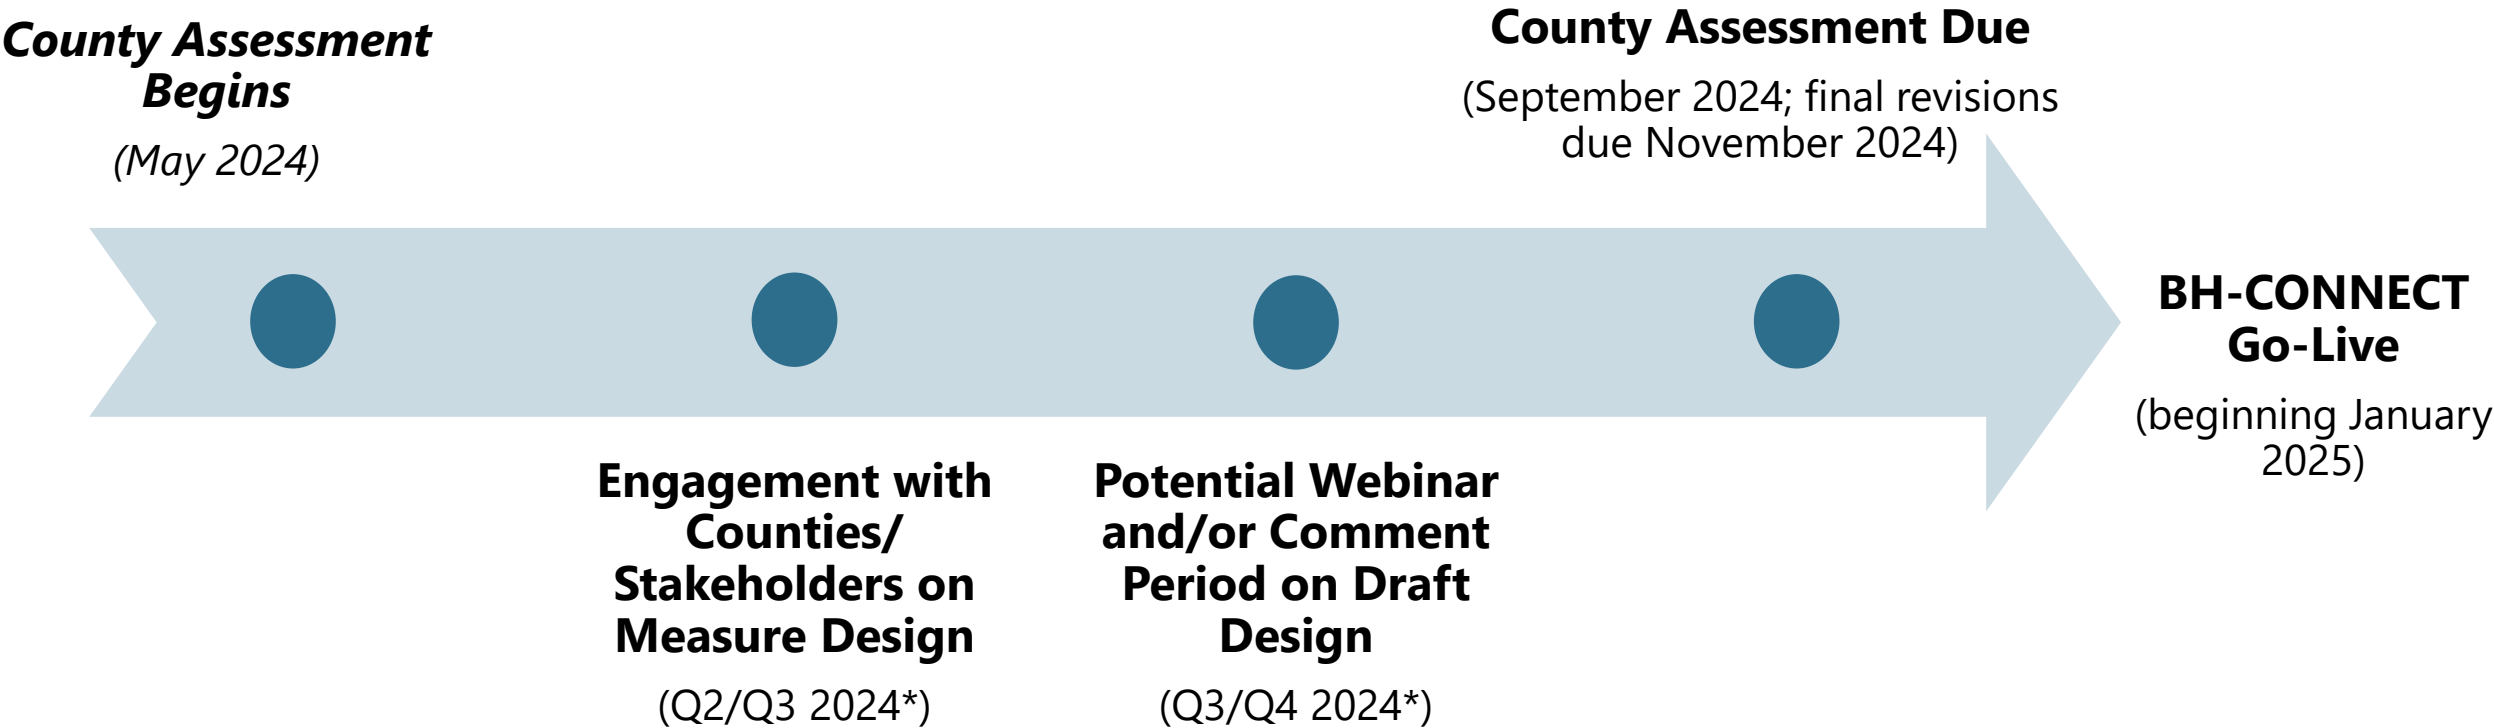 County Assessment
Begins
(May 2024)
Engagement with
Counties/
Stakeholders on
Measure Design
(Q2/Q3 2024*)
Potential Webinar
and/or Comment
Period on Draft
Design
(Q3/Q4 2024*)
County Assessment Due
(September 2024; final revisions
due November 2024)
BH-CONNECT
Go-Live
(beginning January
2025)